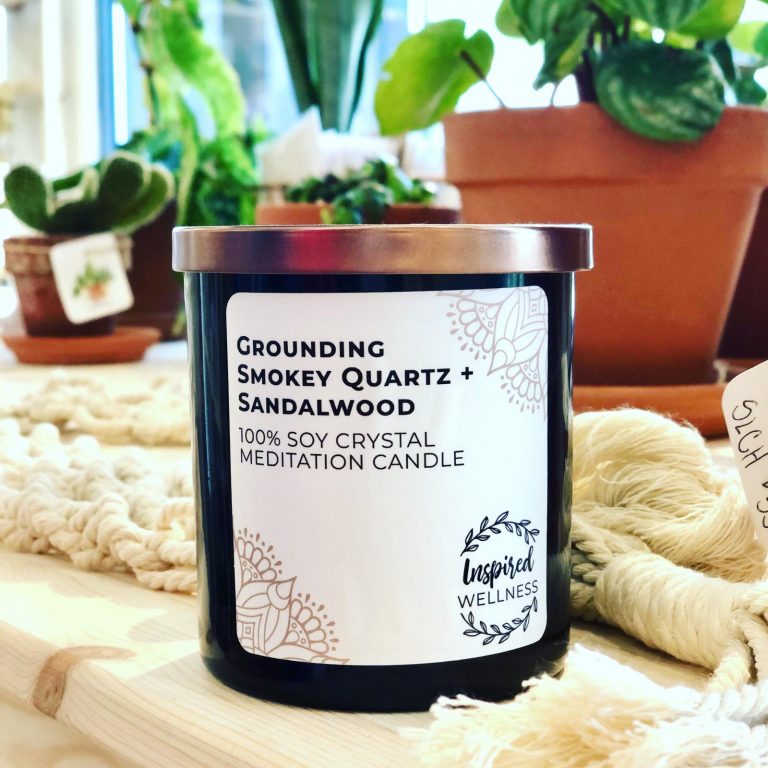 GROUNDING
SMOKEY QUARTZ +
SANDALWOOD
100% SOY CRYSTAL
MEDITATION CANDLE
Inspired
WELLNESS